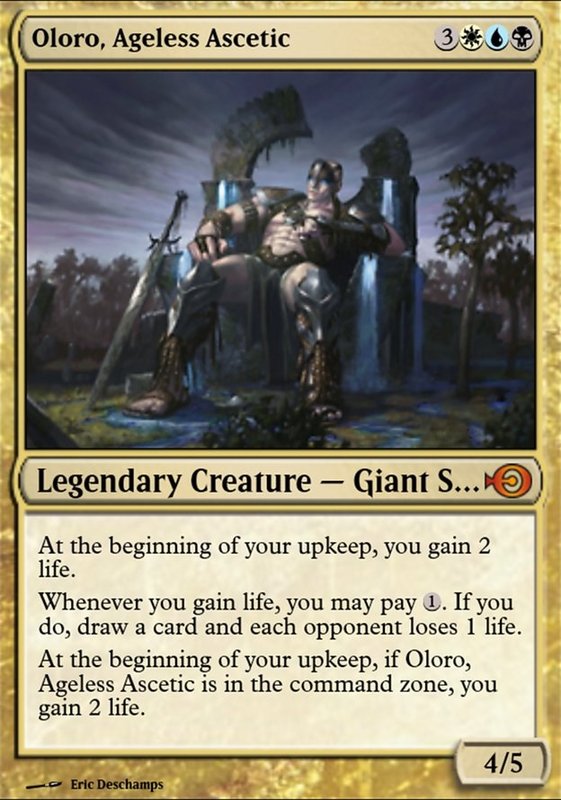 Oloro, Ageless Ascetic 3
Legendary Creature — Giant S...
At the beginning of your upkeep, you gain 2
life.
Whenever you gain life, you may pay 1. If you
do, draw a card and each opponent loses 1 life.
At the beginning of your upkeep, if Oloro,
Ageless Ascetic is in the command zone, you
gain 2 life.
4/5
Eric Deschamps